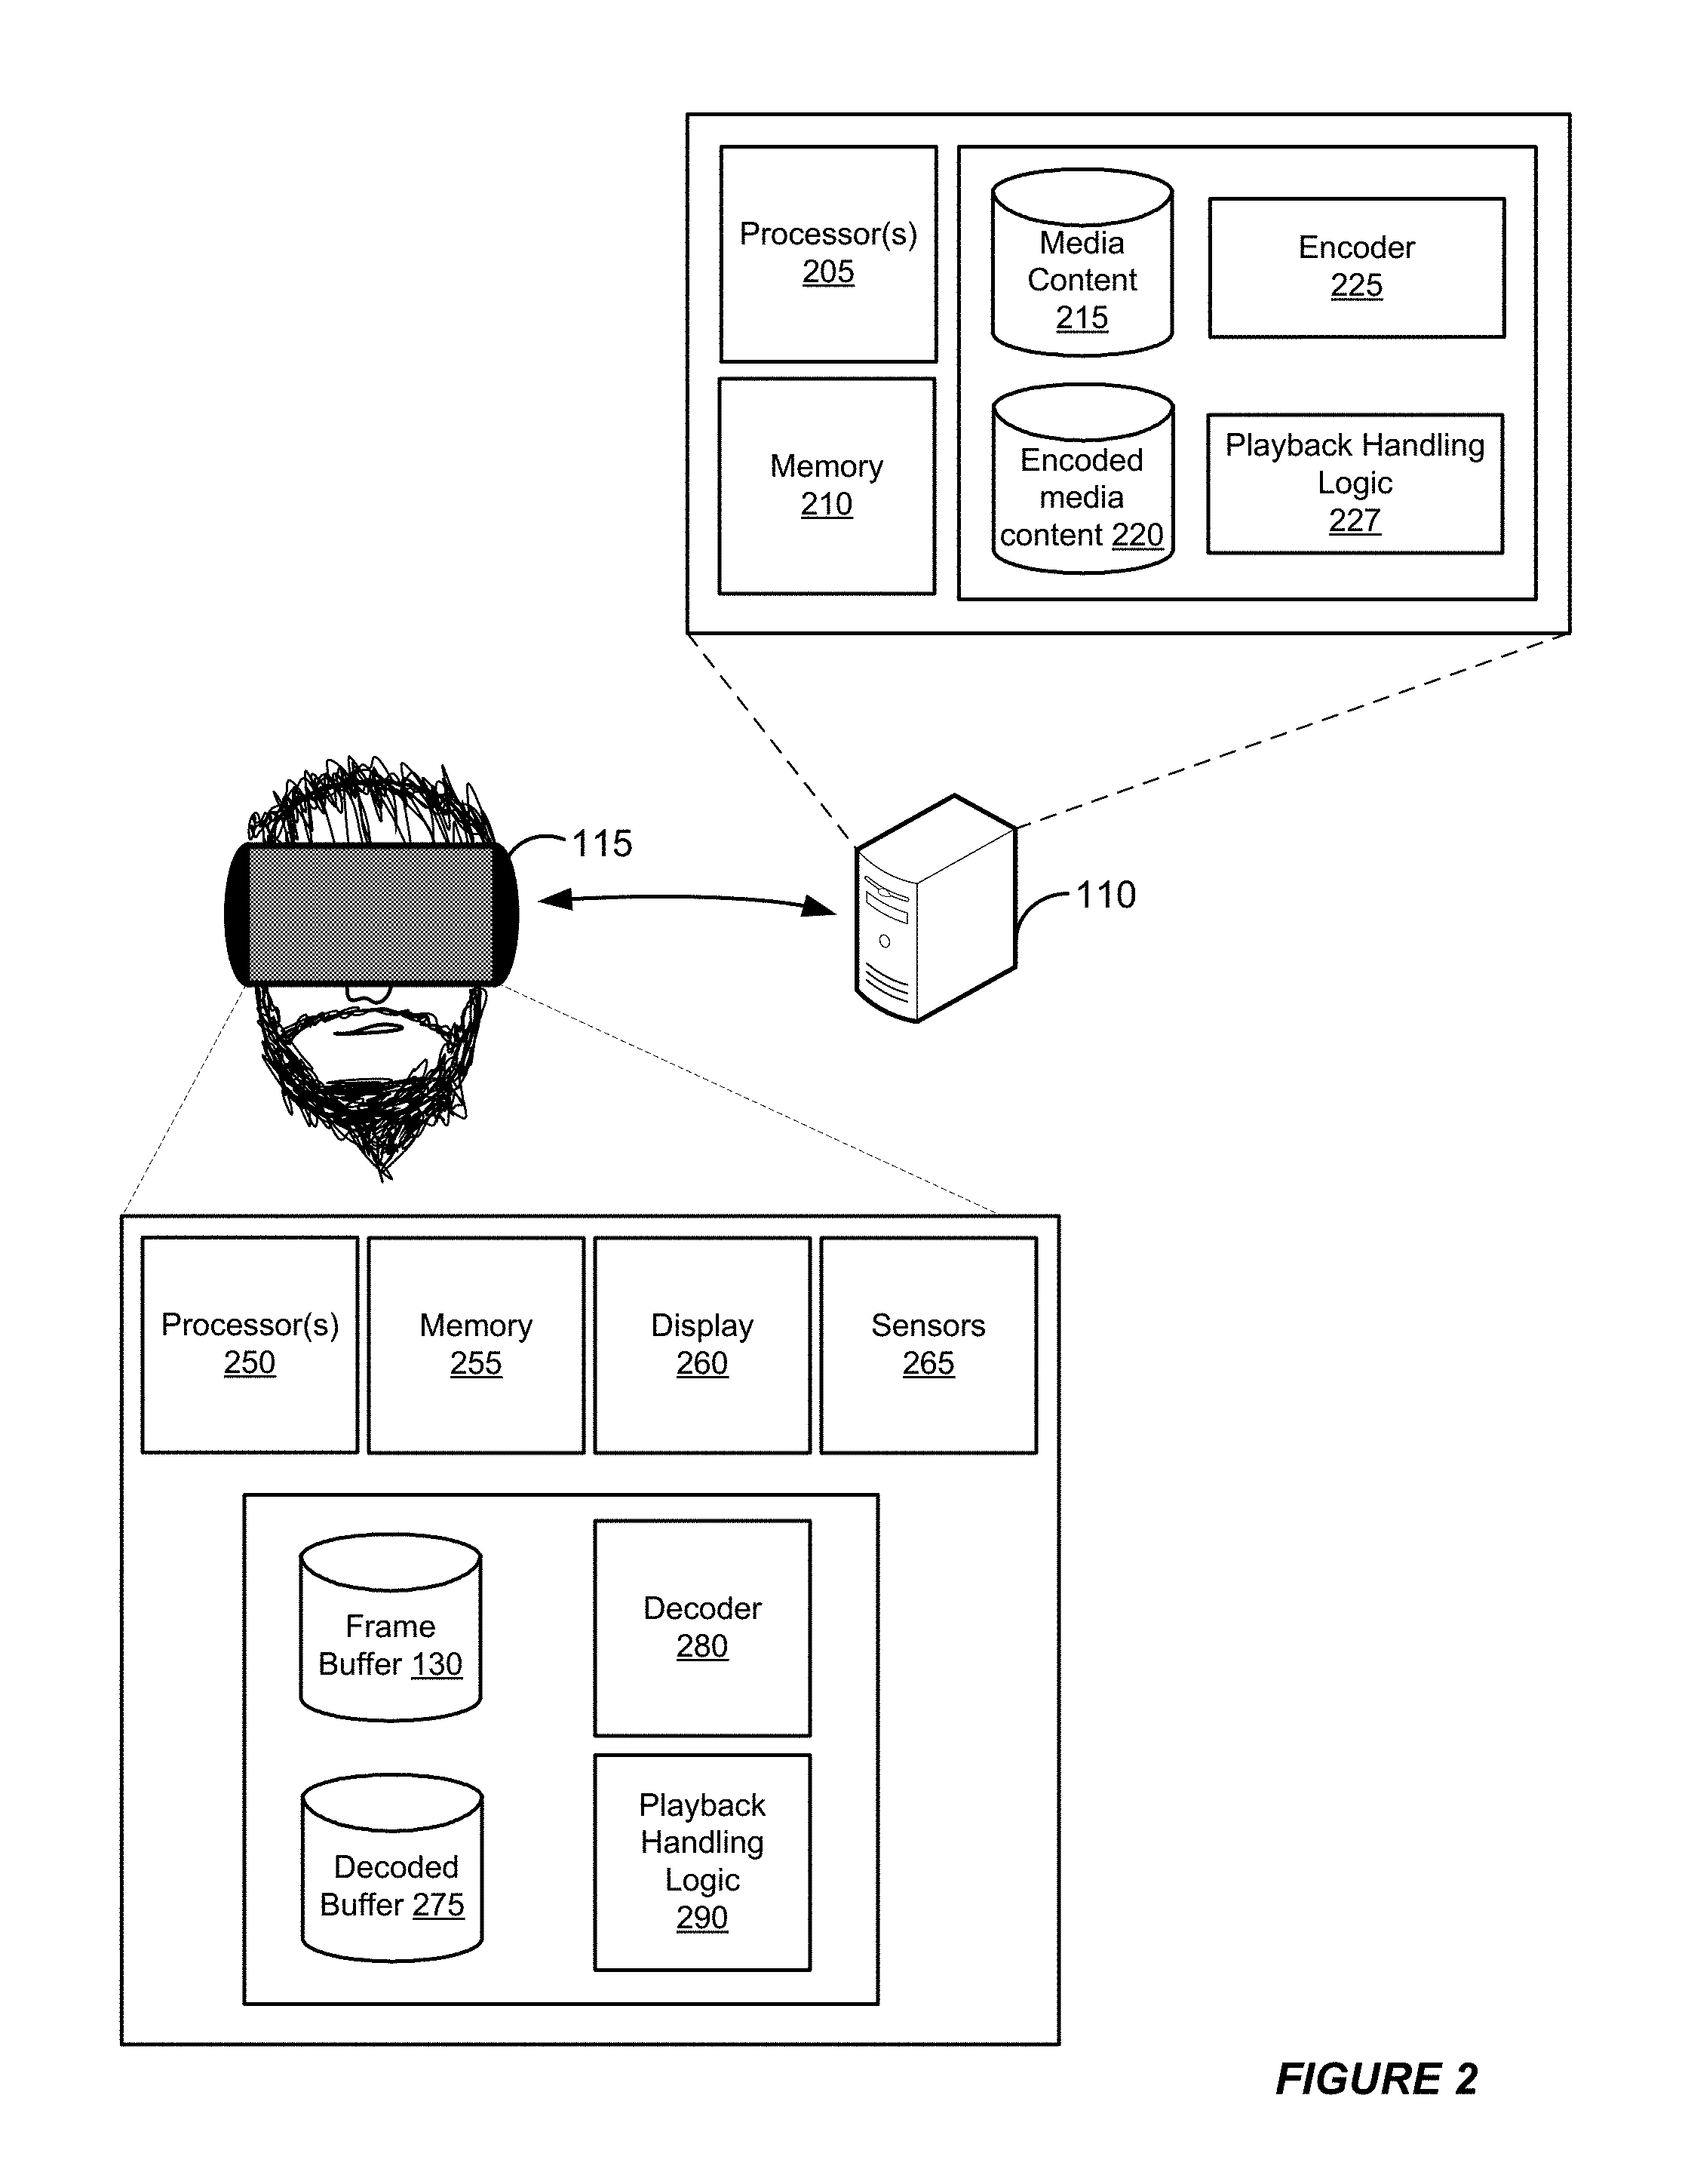 Processor(s)
205
Media
Content
215
Encoder
225
Memory
210
Encoded
media
content 220
Playback Handling
Logic
227
115
110
Processor(s)
250
Memory
255
Display
260
Sensors
265
Frame
Buffer 130
Decoder
280
Decoded
Buffer 275
Playback
Handling
Logic
290
FIGURE 2